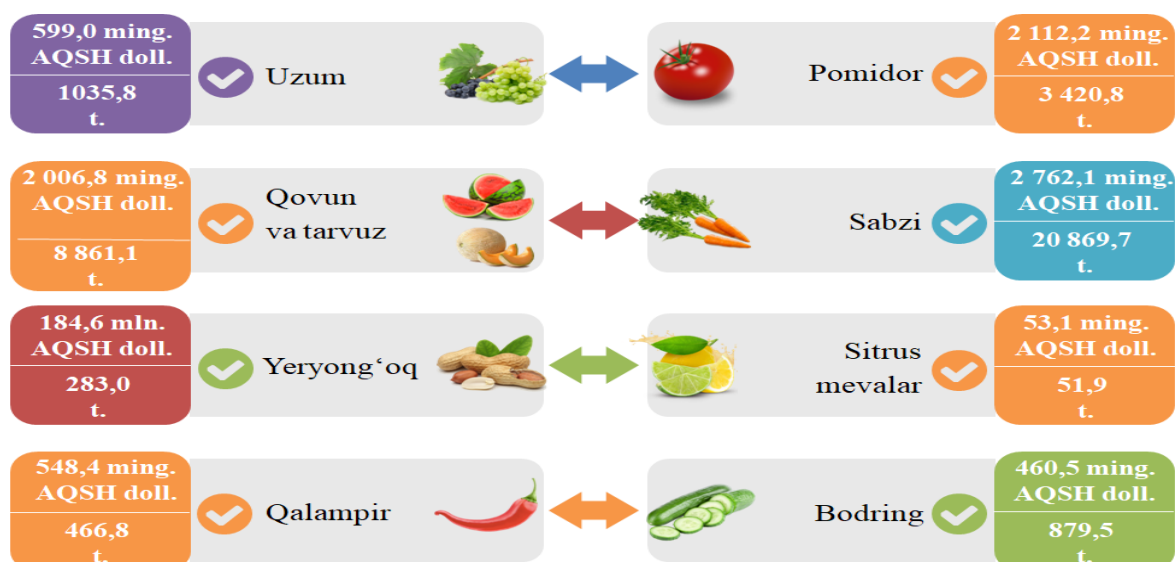 599,0 ming.
AQSH doll.
1035,8
t.
Uzum
Pomidor
2 112,2 ming.
AQSH doll.
3 420,8
t.
2 006,8 ming.
AQSH doll.
8 861,1
t.
Qovun
va tarvuz
Sabzi
2 762,1 ming.
AQSH doll.
20 869,7
t.
184,6 mln.
AQSH doll.
283,0
t.
Yeryong‘oq
Sitrus
mevalar
53,1 ming.
AQSH doll.
51,9
t.
548,4 ming.
AQSH doll.
466,8
t.
Qalampir
Bodring
460,5 ming.
AQSH doll.
879,5
t.